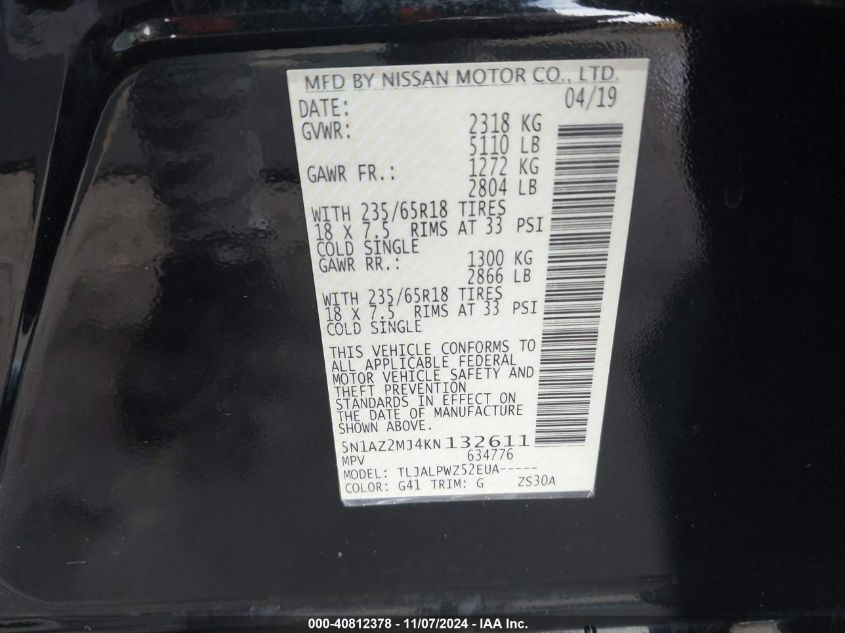 MFD BY NISSAN MOTOR CO., LTD.
DATE: 04/19
GVWR: 2318 KG
5110 LB
GAWR FR.: 1272 KG
2804 LB
WITH 235/65R18 TIRES
18 X 7.5 RIMS AT 33 PSI
COLD SINGLE
GAWR RR.: 1300 KG
2866 LB
WITH 235/65R18 TIRES
18 X 7.5 RIMS AT 33 PSI
COLD SINGLE
THIS VEHICLE CONFORMS TO
ALL APPLICABLE FEDERAL
MOTOR VEHICLE SAFETY AND
THEFT PREVENTION
STANDARDS IN EFFECT ON
THE DATE OF MANUFACTURE
SHOWN ABOVE.
5N1AZ2MJ4KN132611
MPV 634776
MODEL: TLJALPWZ52EUA-----
COLOR: G41 TRIM: G ZS30A
000-40812378 - 11/07/2024 - IAA Inc.